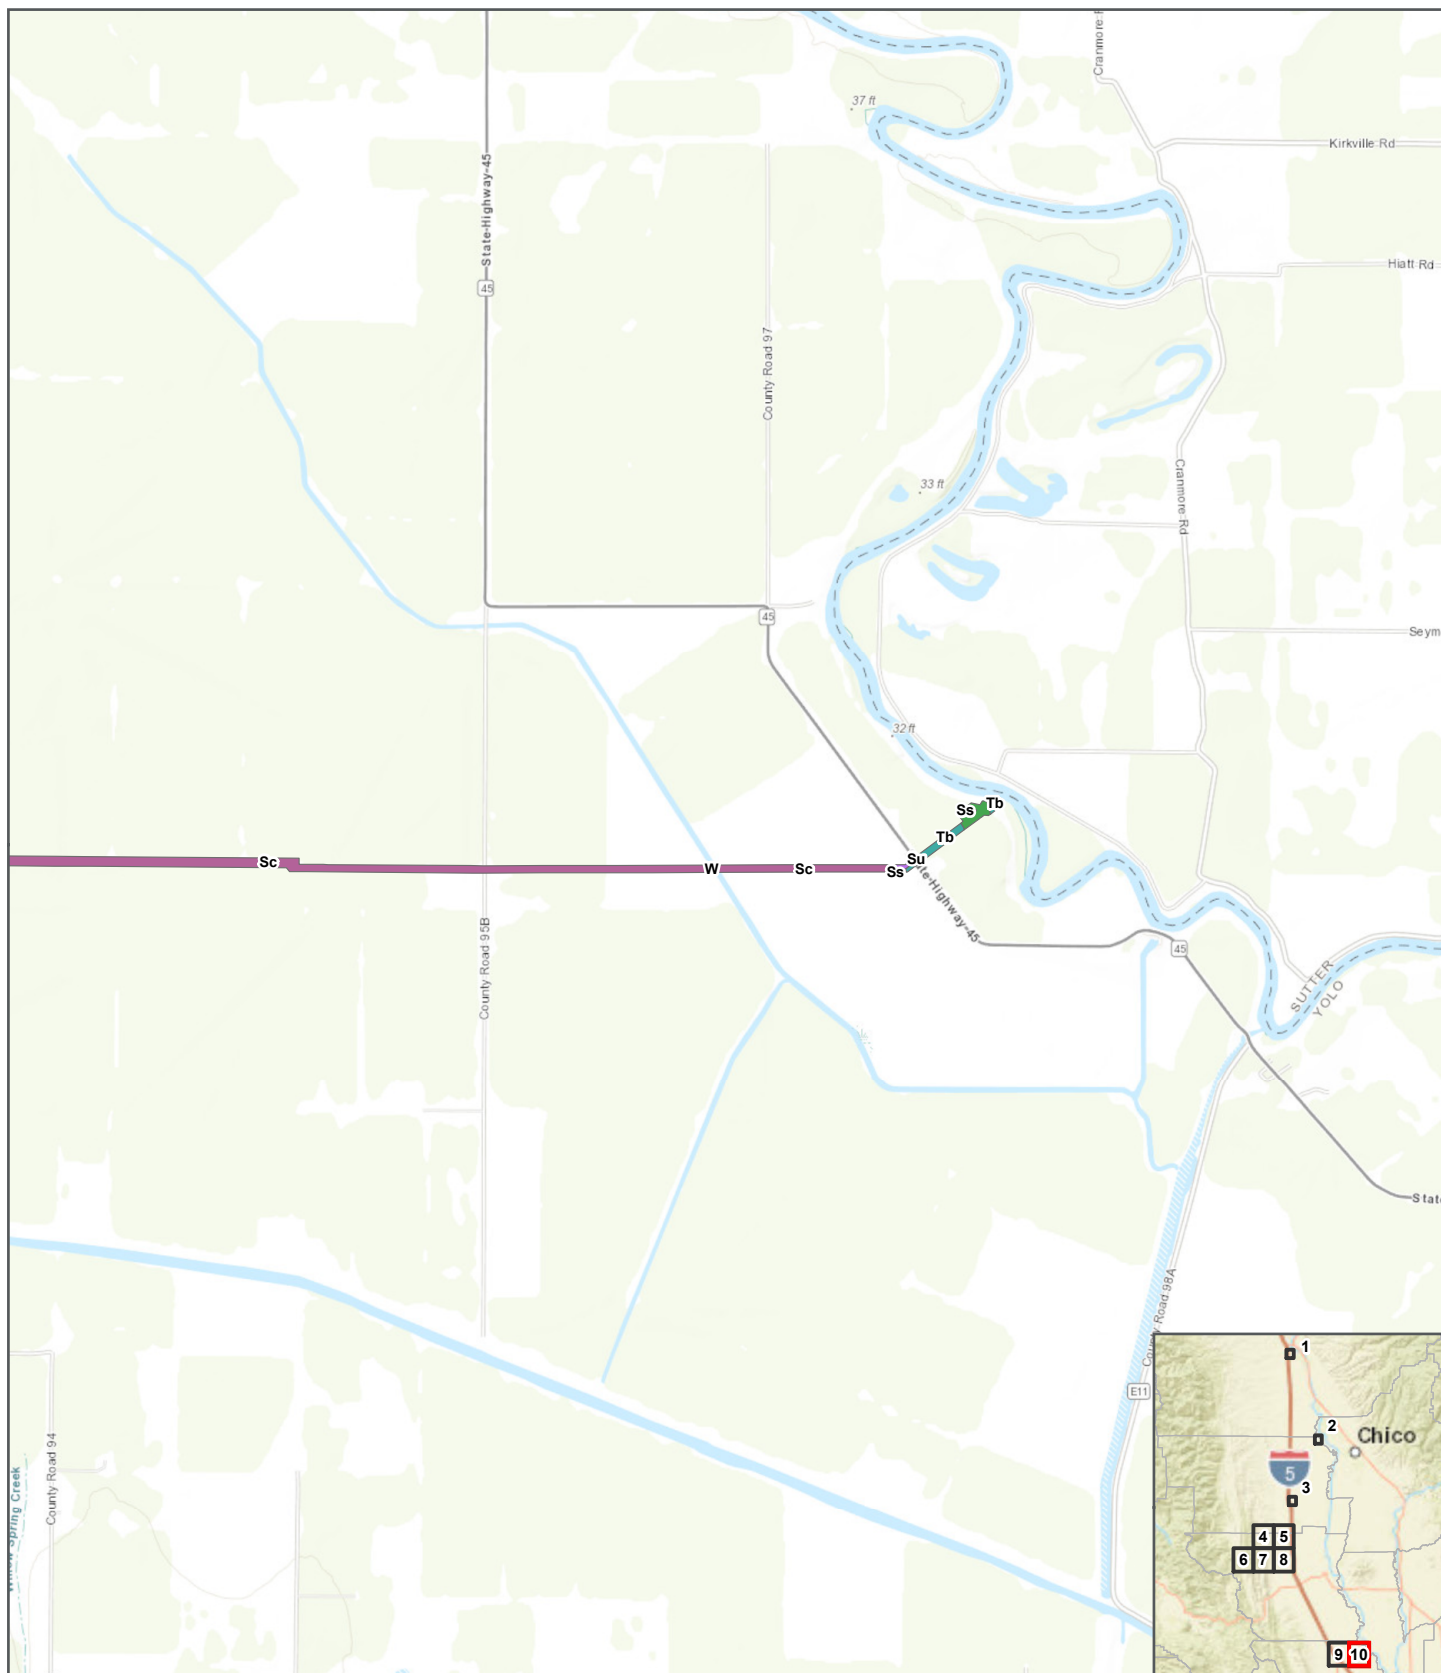 Cranmore R
37 ft
Kirkville Rd
State-Highway-45
Hiatt Rd
45
County Road 97
33 ft
Cranmore Rd
45
Seym
32 ft
Ss
Tb
Tb
Su
Sc
W
Sc
Ss
ate-Highway-45
County Road 95B
45
SUTTER
YOLO
State
County Road 98A
E11
County Road 94
Spring Creek
1
2
Chico
5
3
4
5
6
7
8
9
10